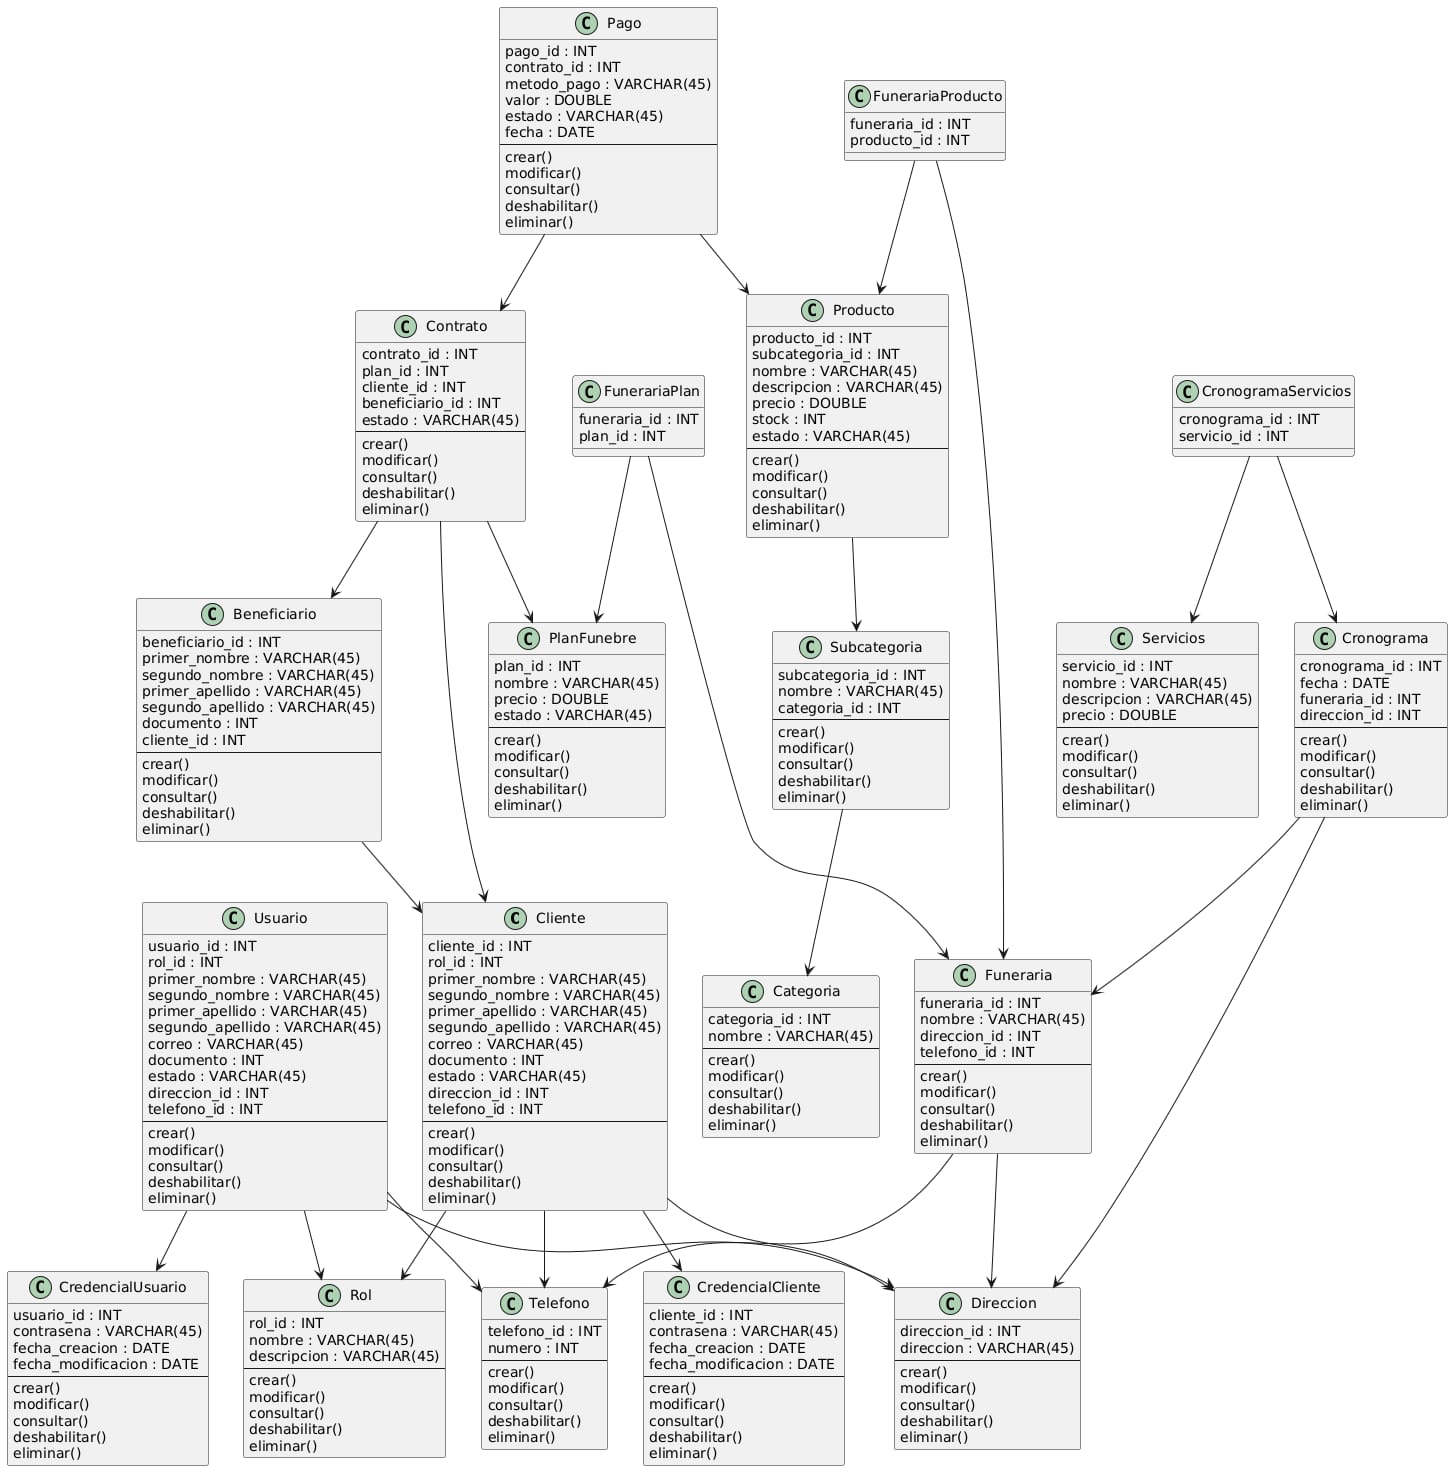 C Pago
pago_id : INT
contrato_id : INT
metodo_pago : VARCHAR(45)
valor : DOUBLE
estado : VARCHAR(45)
fecha : DATE
crear()
modificar()
consultar()
deshabilitar()
eliminar()
C FunerariaProducto
funeraria_id : INT
producto_id : INT
C Contrato
contrato_id : INT
plan_id : INT
cliente_id : INT
beneficiario_id : INT
estado : VARCHAR(45)
crear()
modificar()
consultar()
deshabilitar()
eliminar()
C FunerariaPlan
funeraria_id : INT
plan_id : INT
C Producto
producto_id : INT
subcategoria_id : INT
nombre : VARCHAR(45)
descripcion : VARCHAR(45)
precio : DOUBLE
stock : INT
estado : VARCHAR(45)
crear()
modificar()
consultar()
deshabilitar()
eliminar()
C CronogramaServicios
cronograma_id : INT
servicio_id : INT
C Beneficiario
beneficiario_id : INT
primer_nombre : VARCHAR(45)
segundo_nombre : VARCHAR(45)
primer_apellido : VARCHAR(45)
segundo_apellido : VARCHAR(45)
documento : INT
cliente_id : INT
crear()
modificar()
consultar()
deshabilitar()
eliminar()
C PlanFunebre
plan_id : INT
nombre : VARCHAR(45)
precio : DOUBLE
estado : VARCHAR(45)
crear()
modificar()
consultar()
deshabilitar()
eliminar()
C Subcategoria
subcategoria_id : INT
nombre : VARCHAR(45)
categoria_id : INT
crear()
modificar()
consultar()
deshabilitar()
eliminar()
C Servicios
servicio_id : INT
nombre : VARCHAR(45)
descripcion : VARCHAR(45)
precio : DOUBLE
crear()
modificar()
consultar()
deshabilitar()
eliminar()
C Cronograma
cronograma_id : INT
fecha : DATE
funeraria_id : INT
direccion_id : INT
crear()
modificar()
consultar()
deshabilitar()
eliminar()
C Usuario
usuario_id : INT
rol_id : INT
primer_nombre : VARCHAR(45)
segundo_nombre : VARCHAR(45)
primer_apellido : VARCHAR(45)
segundo_apellido : VARCHAR(45)
correo : VARCHAR(45)
documento : INT
estado : VARCHAR(45)
direccion_id : INT
telefono_id : INT
crear()
modificar()
consultar()
deshabilitar()
eliminar()
C Cliente
cliente_id : INT
rol_id : INT
primer_nombre : VARCHAR(45)
segundo_nombre : VARCHAR(45)
primer_apellido : VARCHAR(45)
segundo_apellido : VARCHAR(45)
correo : VARCHAR(45)
documento : INT
estado : VARCHAR(45)
direccion_id : INT
telefono_id : INT
crear()
modificar()
consultar()
deshabilitar()
eliminar()
C Categoria
categoria_id : INT
nombre : VARCHAR(45)
crear()
modificar()
consultar()
deshabilitar()
eliminar()
C Funeraria
funeraria_id : INT
nombre : VARCHAR(45)
direccion_id : INT
telefono_id : INT
crear()
modificar()
consultar()
deshabilitar()
eliminar()
C CredencialUsuario
usuario_id : INT
contrasena : VARCHAR(45)
fecha_creacion : DATE
fecha_modificacion : DATE
crear()
modificar()
consultar()
deshabilitar()
eliminar()
C Rol
rol_id : INT
nombre : VARCHAR(45)
descripcion : VARCHAR(45)
crear()
modificar()
consultar()
deshabilitar()
eliminar()
C Telefono
telefono_id : INT
numero : INT
crear()
modificar()
consultar()
deshabilitar()
eliminar()
C CredencialCliente
cliente_id : INT
contrasena : VARCHAR(45)
fecha_creacion : DATE
fecha_modificacion : DATE
crear()
modificar()
consultar()
deshabilitar()
eliminar()
C Direccion
direccion_id : INT
direccion : VARCHAR(45)
crear()
modificar()
consultar()
deshabilitar()
eliminar()